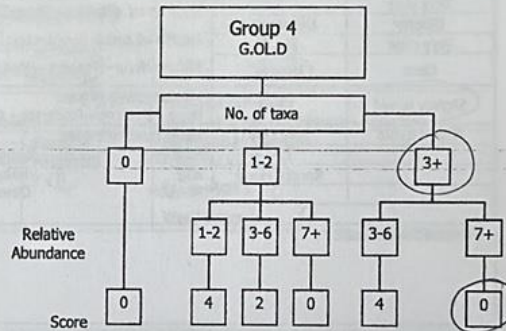 Group 4
G.OL.D
No. of taxa
0 1-2 3+
Relative
Abundance
1-2 3-6 7+ 3-6 7+
Score
0 4 2 0 4 0